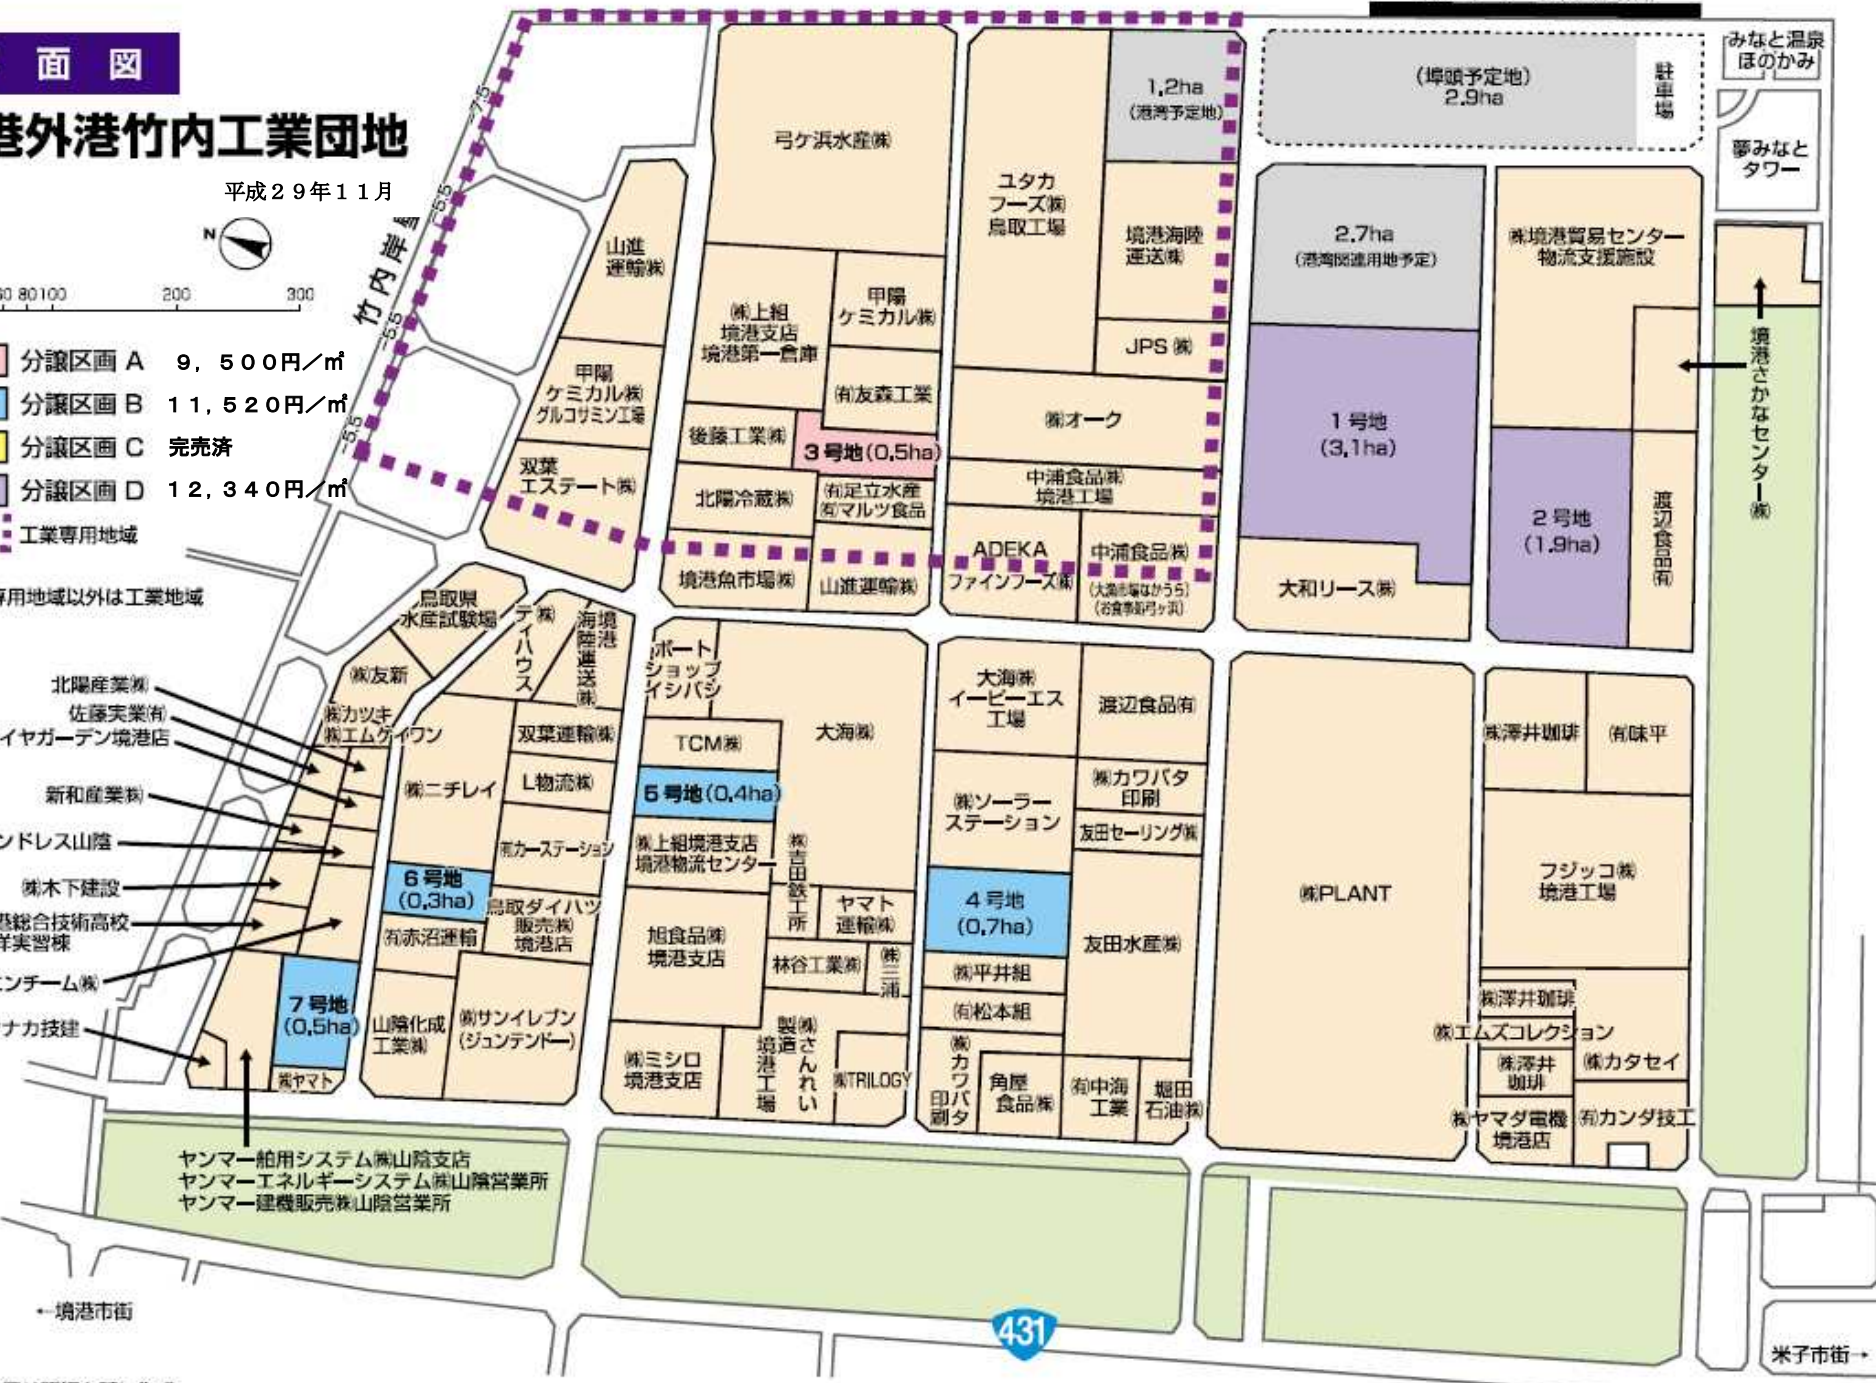 面 図
港外港竹内工業団地
平成29年11月
N
80 100 200 300
分譲区画 A 9,500円/㎡
分譲区画 B 11,520円/㎡
分譲区画 C 完売済
分譲区画 D 12,340円/㎡
工業専用地域
専用地域以外は工業地域
竹内岸壁
-7.5
-5.5
-5.5
-5.5
弓ケ浜水産㈱
山進
運輸㈱
甲陽
ケミカル㈱
グルコサミン工場
双葉
エステート㈱
㈱上組
境港支店
境港第一倉庫
甲陽
ケミカル㈱
㈲友森工業
後藤工業㈱
3号地(0.5ha)
北陽冷蔵㈱
㈲足立水産
㈲マルツ食品
境港魚市場㈱
山進運輸㈱
ユタカ
フーズ㈱
鳥取工場
1.2ha
(港湾予定地)
境港海陸
運送㈱
JPS㈱
㈱オーク
中浦食品㈱
境港工場
ADEKA
ファインフーズ㈱
中浦食品㈱
(大漁市場なかうら)
(お食事処弓ヶ浜)
(埠頭予定地)
2.9ha
駐車場
みなと温泉
ほのかみ
夢みなと
タワー
2.7ha
(港湾関連用地予定)
㈱境港貿易センター
物流支援施設
1号地
(3.1ha)
2号地
(1.9ha)
渡辺食品㈲
大和リース㈱
境港さかなセンター㈱
鳥取県
水産試験場
ティハウス㈱
境港海陸運送㈱
㈱友新
㈱カツキ
㈱エムケイワン
北陽産業㈱
佐藤実業㈲
イヤガーデン境港店
新和産業㈱
ンドレス山陰
㈱木下建設
港総合技術高校
洋実習棟
エンチーム㈱
ナカ技建
㈱ニチレイ
双葉運輸㈱
L物流㈱
㈲カーステーション
6号地
(0.3ha)
鳥取ダイハツ
販売㈱
境港店
㈲赤沼運輸
7号地
(0.5ha)
㈱ヤマト
山陰化成
工業㈱
㈱サンイレブン
(ジュンテンドー)
ポート
ショップ
イシバシ
TCM㈱
大海㈱
5号地(0.4ha)
㈱上組境港支店
境港物流センター
㈱吉田鉄工所
ヤマト
運輸㈱
旭食品㈱
境港支店
林谷工業㈱
㈱三浦
㈱ミシロ
境港支店
㈱さんれい
製造
境港工場
㈱TRILOGY
大海㈱
イービーエス
工場
渡辺食品㈲
㈱ソーラー
ステーション
㈱カワバタ
印刷
友田セーリング㈱
4号地
(0.7ha)
友田水産㈱
㈱平井組
㈲松本組
㈱カワバタ
印刷
角屋
食品㈱
㈲中海
工業
堀田
石油㈱
㈱PLANT
㈱澤井珈琲
㈲味平
フジッコ㈱
境港工場
㈱澤井珈琲
㈱エムズコレクション
㈱澤井
珈琲
㈱カタセイ
㈱ヤマダ電機
境港店
㈲カンダ技工
ヤンマー舶用システム㈱山陰支店
ヤンマーエネルギーシステム㈱山陰営業所
ヤンマー建機販売㈱山陰営業所
←境港市街
431
米子市街→